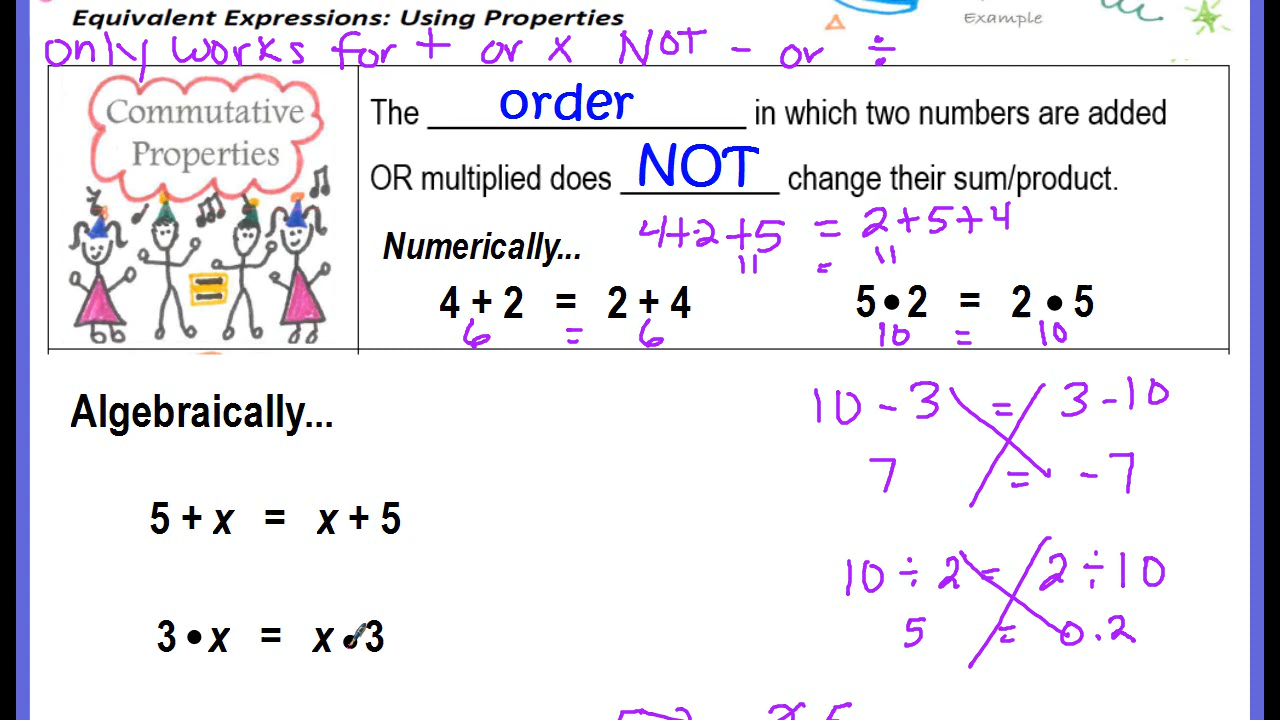 Equivalent Expressions: Using Properties
Example
only works for + or x NOT - or ÷
Commutative
Properties
The order in which two numbers are added
OR multiplied does NOT change their sum/product.
4+2+5 = 2+5+4
11 = 11
Numerically...
4 + 2 = 2 + 4
6 = 6
5 • 2 = 2 • 5
10 = 10
Algebraically...
10 - 3 = 3 - 10
7 = -7
5 + x = x + 5
10 ÷ 2 = 2 ÷ 10
5 = 0.2
3 • x = x • 3